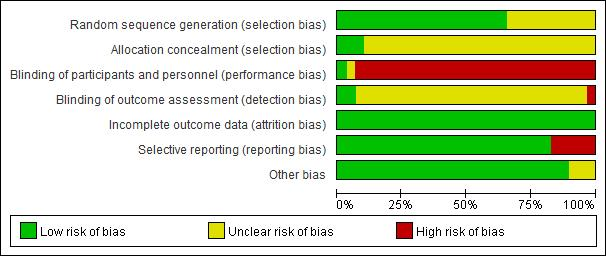 Random sequence generation (selection bias)
Allocation concealment (selection bias)
Blinding of participants and personnel (performance bias)
Blinding of outcome assessment (detection bias)
Incomplete outcome data (attrition bias)
Selective reporting (reporting bias)
Other bias
0% 25% 50% 75% 100%
Low risk of bias Unclear risk of bias High risk of bias